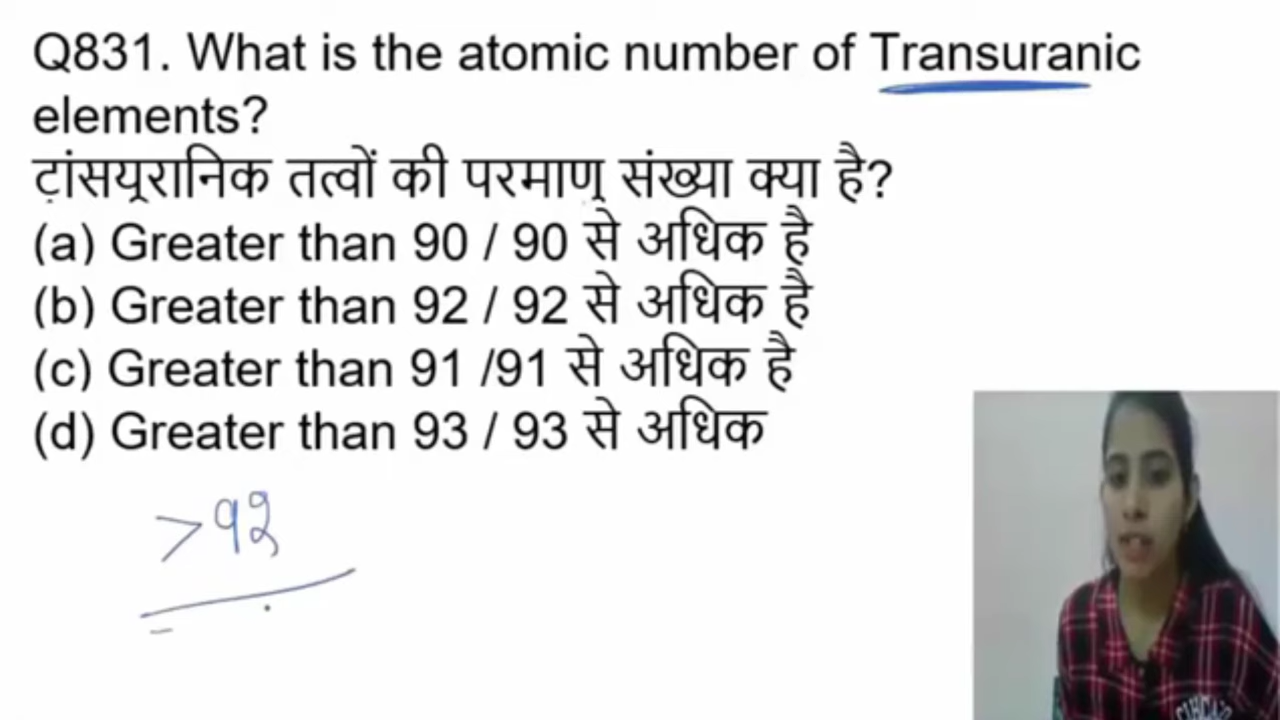 Q831. What is the atomic number of Transuranic
elements?
ट्रांसयूरानिक तत्वों की परमाणु संख्या क्या है?
(a) Greater than 90 / 90 से अधिक है
(b) Greater than 92 / 92 से अधिक है
(c) Greater than 91 /91 से अधिक है
(d) Greater than 93 / 93 से अधिक
>92